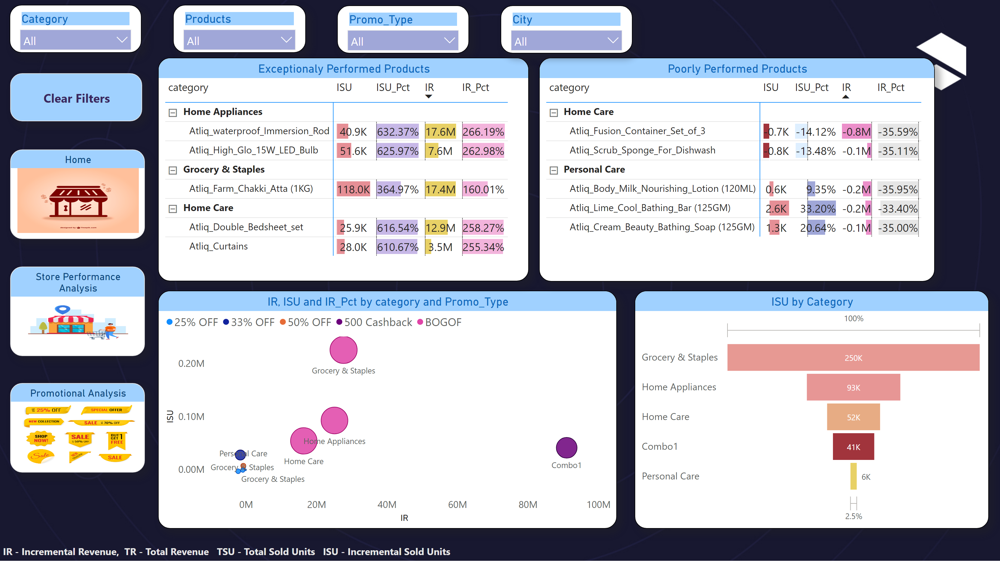 Category
All
Products
All
Promo_Type
All
City
All
Clear Filters
Home
designed by freepik.com
Store Performance
Analysis
Promotional Analysis
UP TO 25% OFF
SPECIAL OFFER
NEW COLLECTION
SALE 70% OFF
SHOP
NOW!
SALE
50% OFF
BUT 1
GET
FREE
Sale
NEW
SALE
Exceptionaly Performed Products
category ISU ISU_Pct IR IR_Pct
Home Appliances
Atliq_waterproof_Immersion_Rod 40.9K 632.37% 17.6M 266.19%
Atliq_High_Glo_15W_LED_Bulb 51.6K 625.97% 7.6M 262.98%
Grocery & Staples
Atliq_Farm_Chakki_Atta (1KG) 118.0K 364.97% 17.4M 160.01%
Home Care
Atliq_Double_Bedsheet_set 25.9K 616.54% 12.9M 258.27%
Atliq_Curtains 28.0K 610.67% 3.5M 255.34%
Poorly Performed Products
category ISU ISU_Pct IR IR_Pct
Home Care
Atliq_Fusion_Container_Set_of_3 -0.7K -14.12% -0.8M -35.59%
Atliq_Scrub_Sponge_For_Dishwash -0.8K -13.48% -0.1M -35.11%
Personal Care
Atliq_Body_Milk_Nourishing_Lotion (120ML) 0.6K 9.35% -0.2M -35.95%
Atliq_Lime_Cool_Bathing_Bar (125GM) 2.6K 33.20% -0.2M -33.40%
Atliq_Cream_Beauty_Bathing_Soap (125GM) 1.3K 20.64% -0.1M -35.00%
IR, ISU and IR_Pct by category and Promo_Type
25% OFF 33% OFF 50% OFF 500 Cashback BOGOF
ISU
0.20M
0.10M
0.00M
Grocery & Staples
Home Appliances
Home Care
Personal Care
Grocery & Staples
Grocery & Staples
Combo1
0M 20M 40M 60M 80M 100M
IR
ISU by Category
100%
Grocery & Staples 250K
Home Appliances 93K
Home Care 52K
Combo1 41K
Personal Care 6K
2.5%
IR - Incremental Revenue, TR - Total Revenue TSU - Total Sold Units ISU - Incremental Sold Units